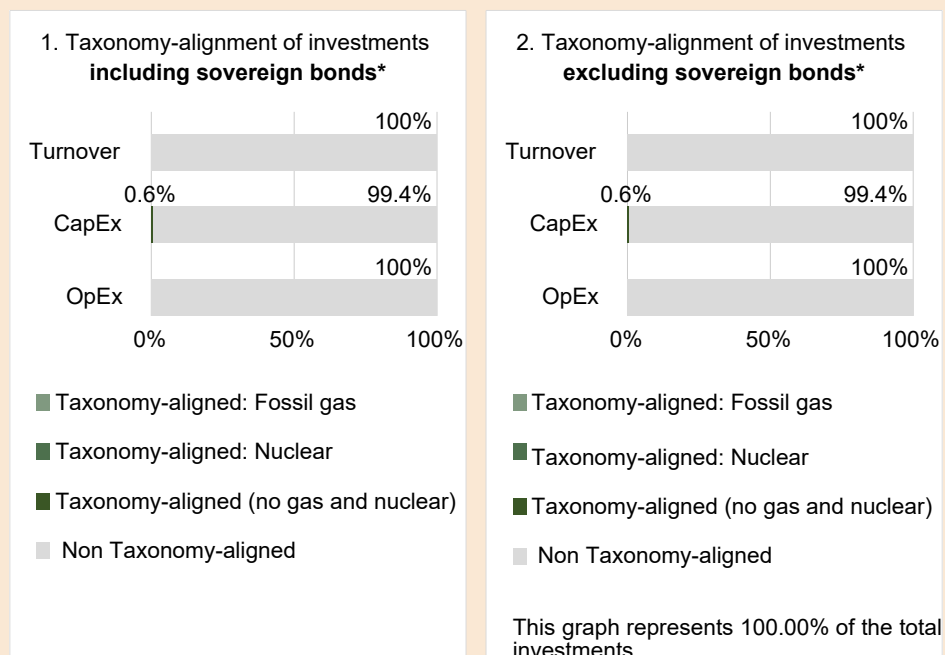 1. Taxonomy-alignment of investments
including sovereign bonds*
100%
Turnover
0.6% 99.4%
CapEx
100%
OpEx
0% 50% 100%
Taxonomy-aligned: Fossil gas
Taxonomy-aligned: Nuclear
Taxonomy-aligned (no gas and nuclear)
Non Taxonomy-aligned
2. Taxonomy-alignment of investments
excluding sovereign bonds*
100%
Turnover
0.6% 99.4%
CapEx
100%
OpEx
0% 50% 100%
Taxonomy-aligned: Fossil gas
Taxonomy-aligned: Nuclear
Taxonomy-aligned (no gas and nuclear)
Non Taxonomy-aligned
This graph represents 100.00% of the total
investments